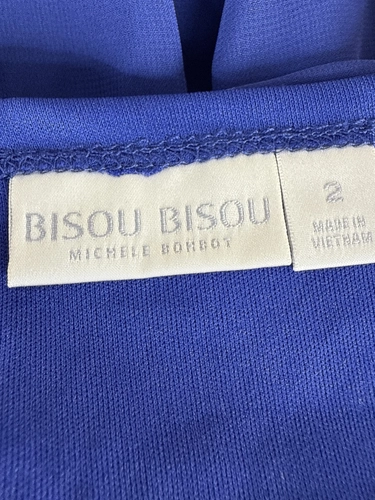 BISOU BISOU
MICHELE BOHBOT
2
MADE IN
VIETNAM